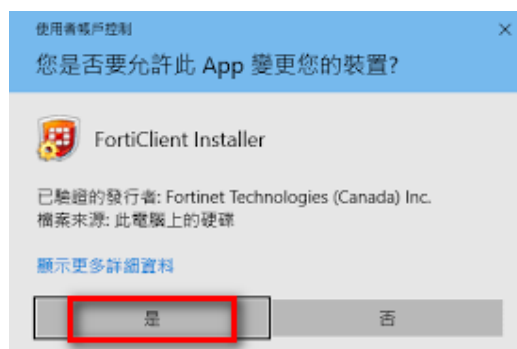 使用者帳戶控制
您是否要允許此 App 變更您的裝置?
FortiClient Installer
已驗證的發行者: Fortinet Technologies (Canada) Inc.
檔案來源: 此電腦上的硬碟
顯示更多詳細資料
是
否